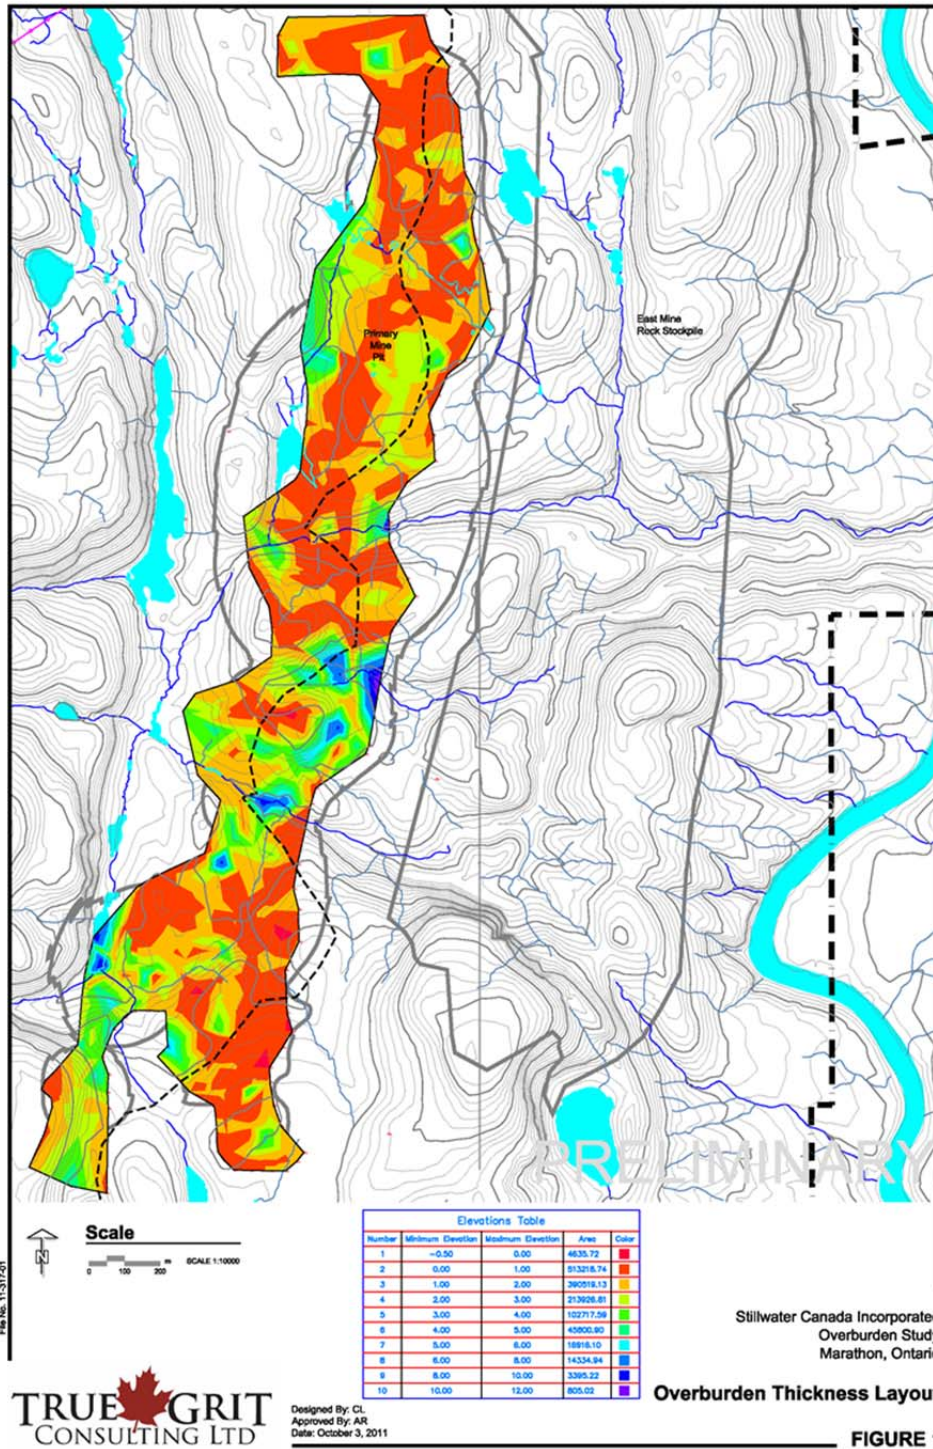 Primary
Mine
Pit
East Mine
Rock Stockpile
PRELIMINARY
N
Scale
0 100 200 m SCALE 1:10000
File No. 11-317-01
Elevations Table
Number Minimum Elevation Maximum Elevation Area Color
1 -0.50 0.00 4635.72
2 0.00 1.00 513218.74
3 1.00 2.00 390519.13
4 2.00 3.00 213926.81
5 3.00 4.00 102717.59
6 4.00 5.00 45800.90
7 5.00 6.00 18916.10
8 6.00 8.00 14334.94
9 8.00 10.00 3395.22
10 10.00 12.00 805.02
Stillwater Canada Incorporate
Overburden Study
Marathon, Ontari
Overburden Thickness Layou
TRUE GRIT
CONSULTING LTD
Designed By: CL
Approved By: AR
Date: October 3, 2011
FIGURE